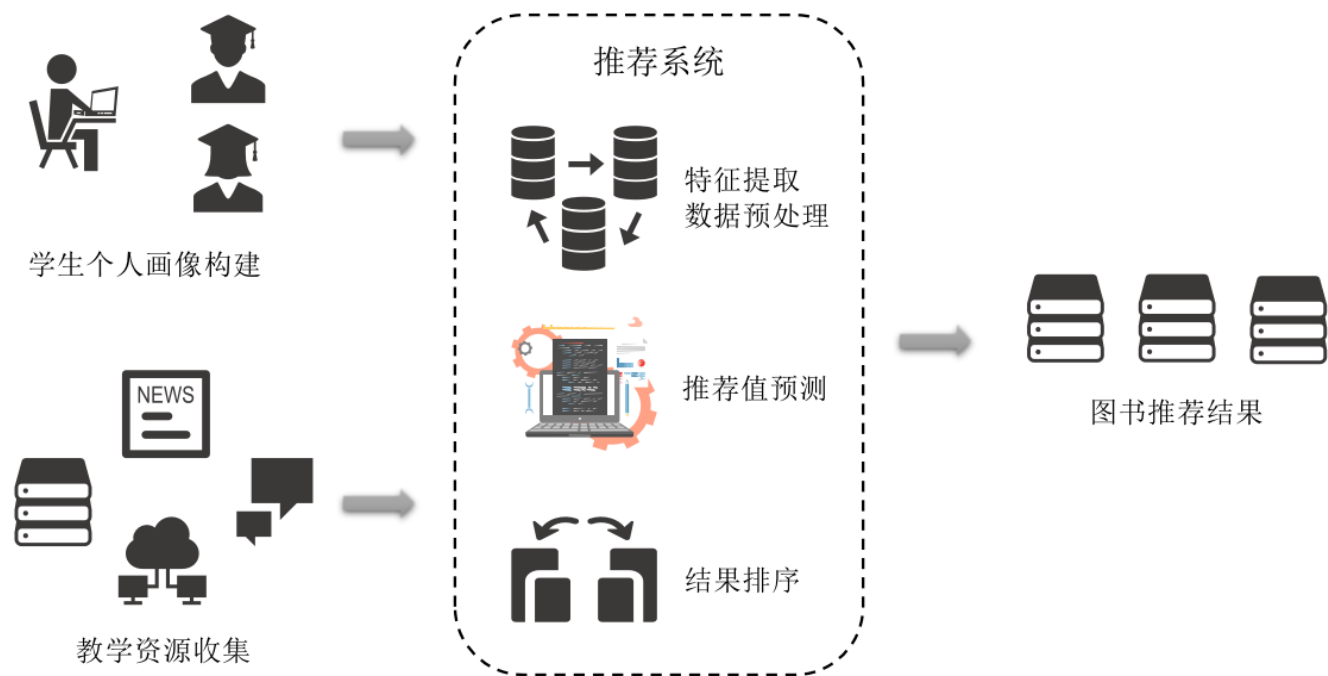 学生个人画像构建
NEWS
教学资源收集
推荐系统
特征提取
数据预处理
推荐值预测
结果排序
图书推荐结果